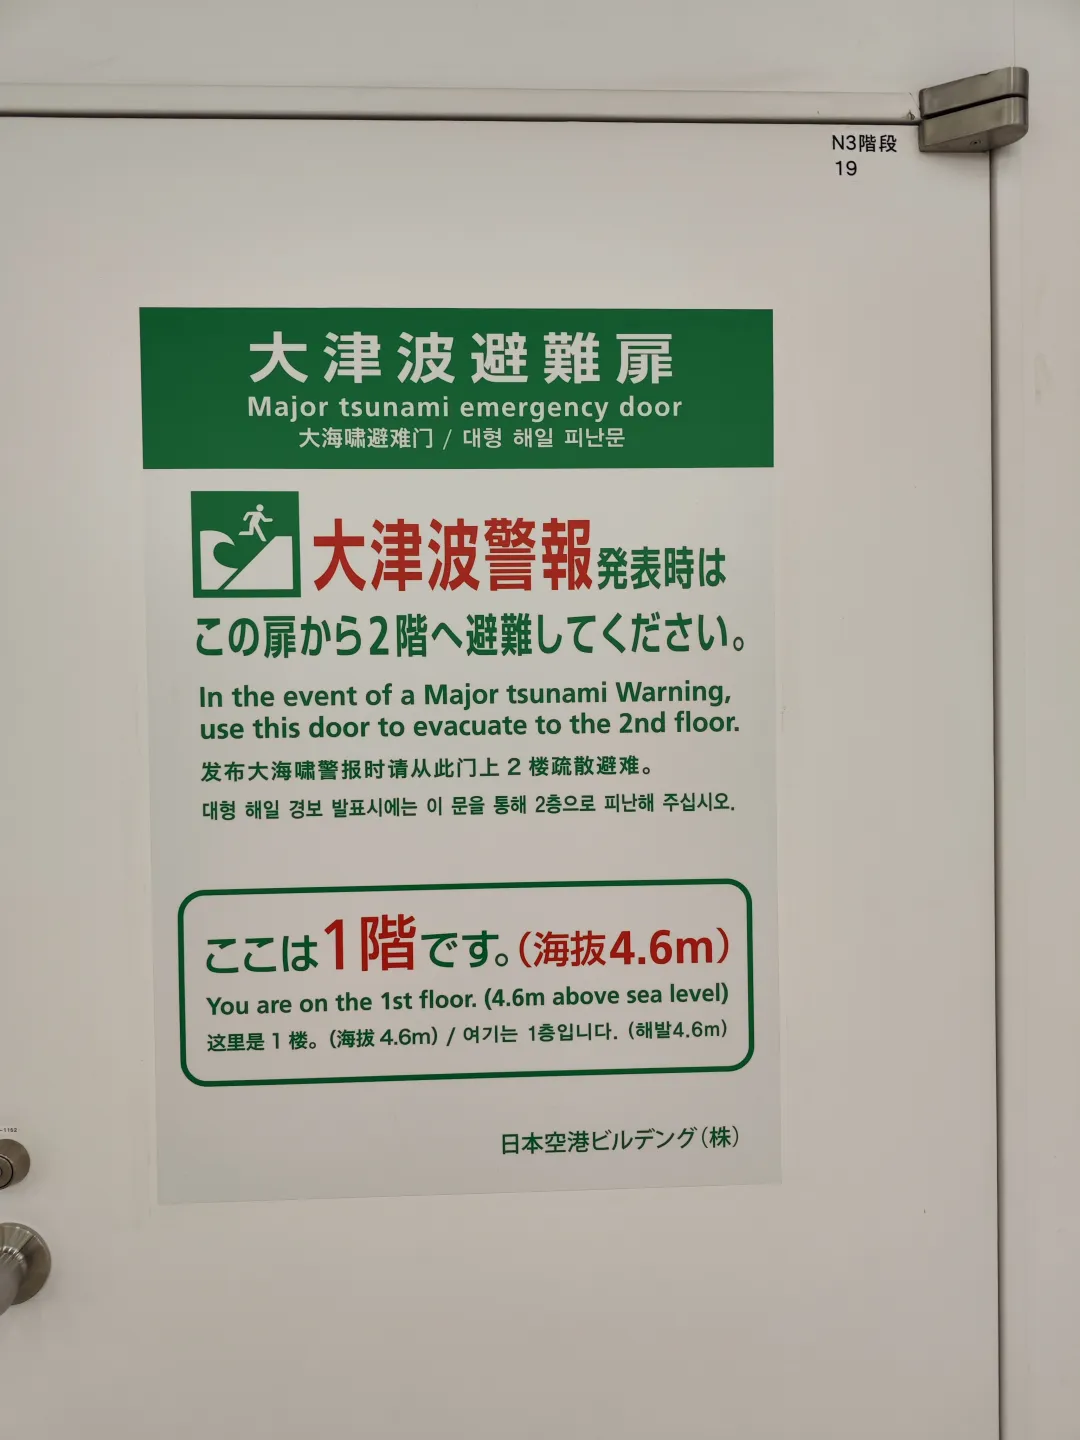 N3階段
19
大津波避難扉
Major tsunami emergency door
大海啸避难门 / 대형 해일 피난문
大津波警報発表時は
この扉から2階へ避難してください。
In the event of a Major tsunami Warning,
use this door to evacuate to the 2nd floor.
发布大海啸警报时请从此门上 2 楼疏散避难。
대형 해일 경보 발표시에는 이 문을 통해 2층으로 피난해 주십시오.
ここは1階です。(海抜4.6m)
You are on the 1st floor. (4.6m above sea level)
这里是 1 楼。(海拔 4.6m) / 여기는 1층입니다. (해발4.6m)
日本空港ビルデング(株)